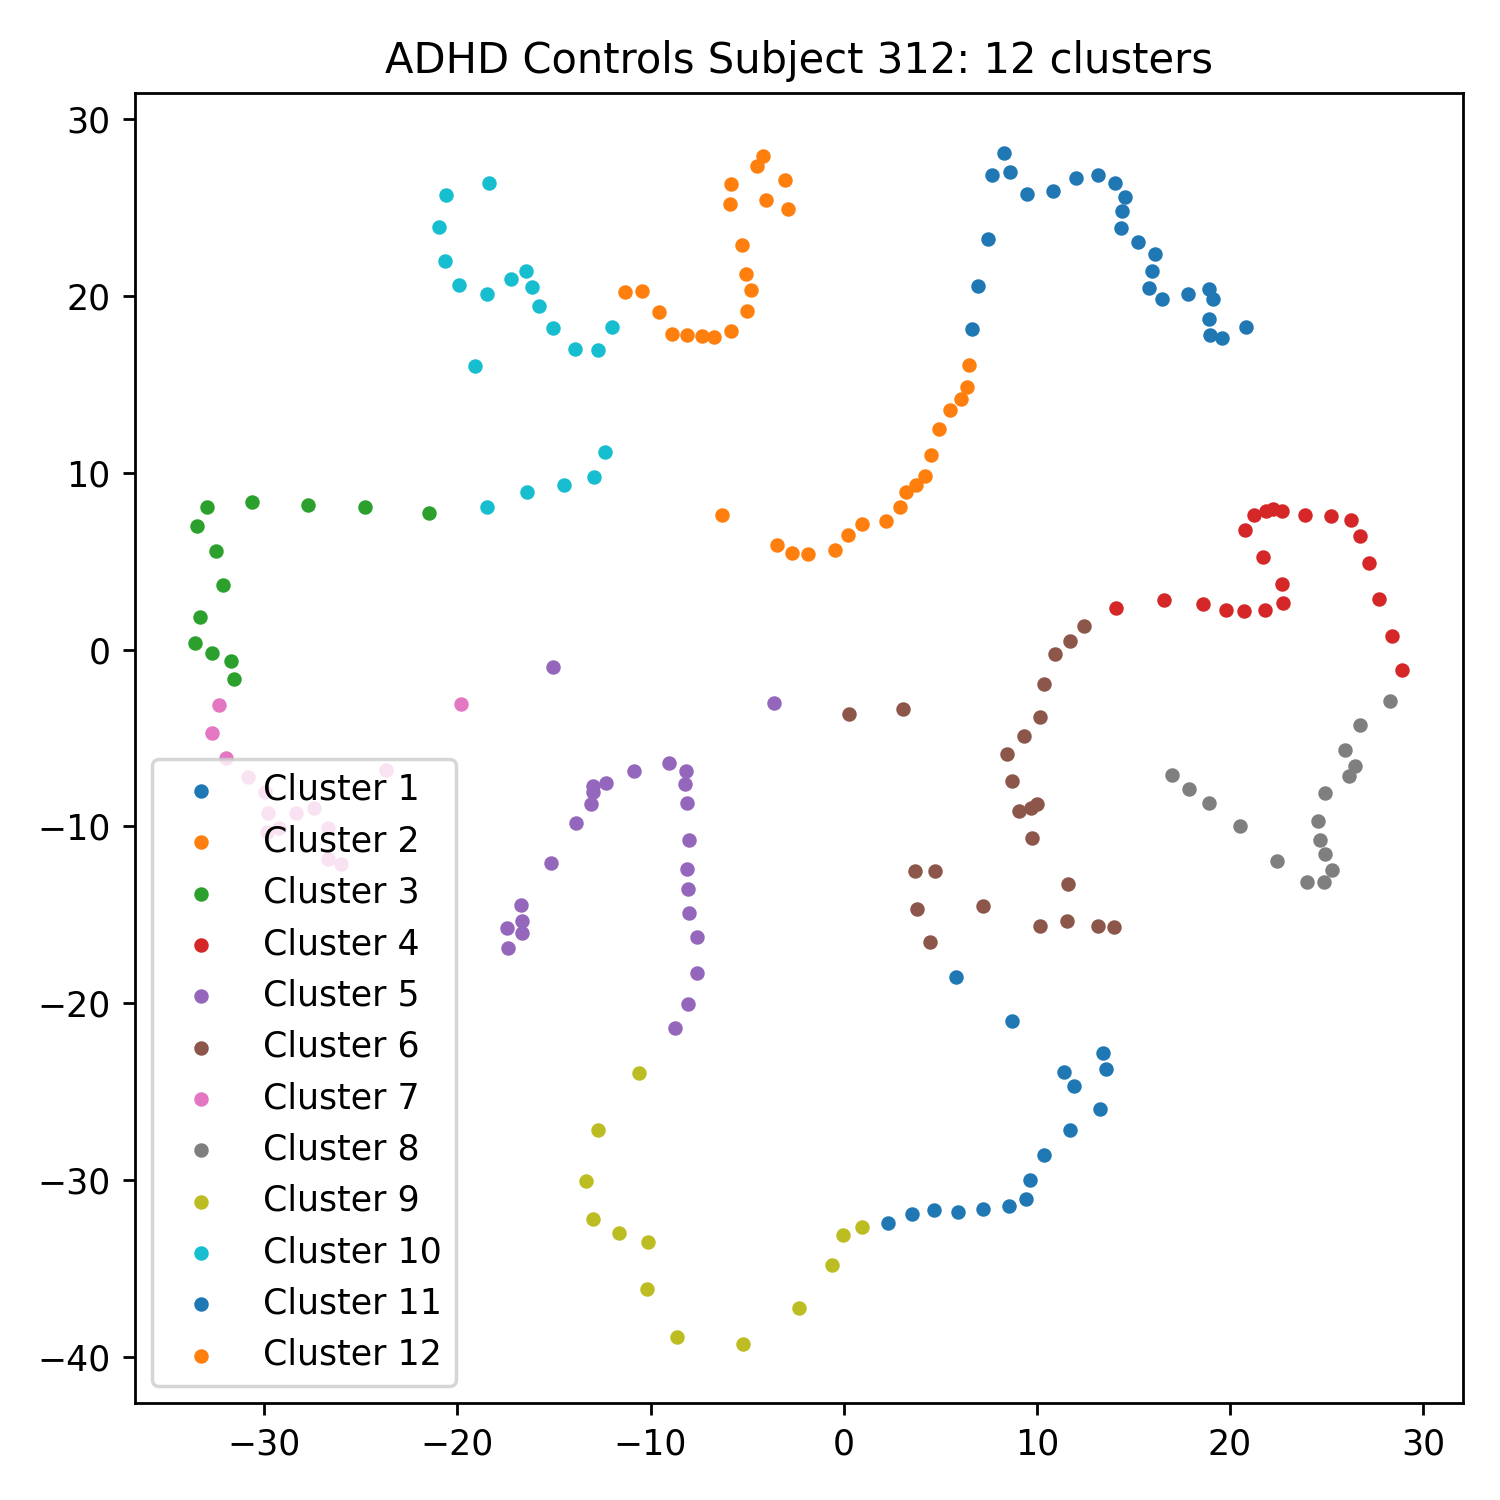 ADHD Controls Subject 312: 12 clusters
30
20
10
0
−10
−20
−30
−40
Cluster 1
Cluster 2
Cluster 3
Cluster 4
Cluster 5
Cluster 6
Cluster 7
Cluster 8
Cluster 9
Cluster 10
Cluster 11
Cluster 12
−30 −20 −10 0 10 20 30